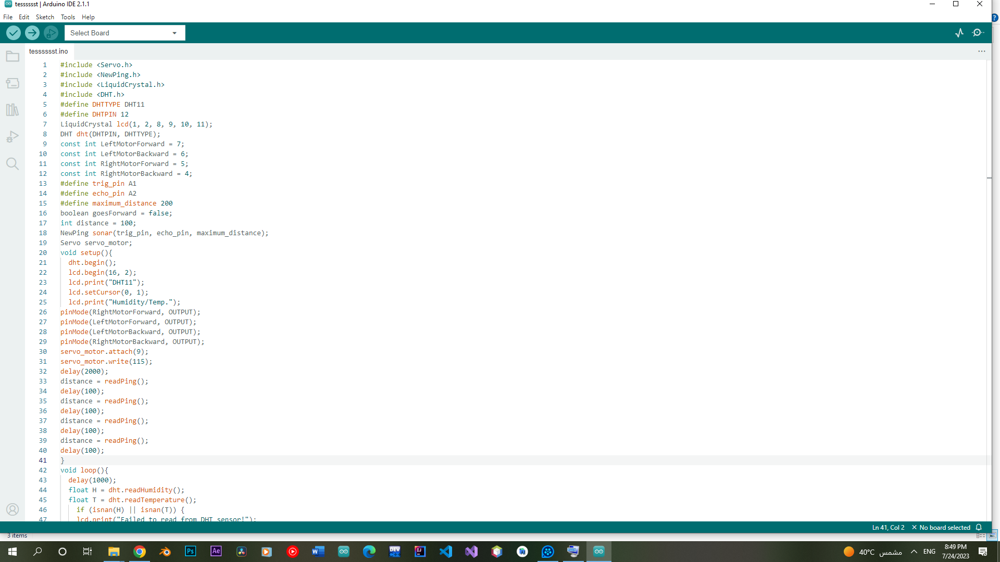 tesssssst | Arduino IDE 2.1.1
File Edit Sketch Tools Help
Select Board
tesssssst.ino
1 #include <Servo.h>
2 #include <NewPing.h>
3 #include <LiquidCrystal.h>
4 #include <DHT.h>
5 #define DHTTYPE DHT11
6 #define DHTPIN 12
7 LiquidCrystal lcd(1, 2, 8, 9, 10, 11);
8 DHT dht(DHTPIN, DHTTYPE);
9 const int LeftMotorForward = 7;
10 const int LeftMotorBackward = 6;
11 const int RightMotorForward = 5;
12 const int RightMotorBackward = 4;
13 #define trig_pin A1
14 #define echo_pin A2
15 #define maximum_distance 200
16 boolean goesForward = false;
17 int distance = 100;
18 NewPing sonar(trig_pin, echo_pin, maximum_distance);
19 Servo servo_motor;
20 void setup(){
21 dht.begin();
22 lcd.begin(16, 2);
23 lcd.print("DHT11");
24 lcd.setCursor(0, 1);
25 lcd.print("Humidity/Temp.");
26 pinMode(RightMotorForward, OUTPUT);
27 pinMode(LeftMotorForward, OUTPUT);
28 pinMode(LeftMotorBackward, OUTPUT);
29 pinMode(RightMotorBackward, OUTPUT);
30 servo_motor.attach(9);
31 servo_motor.write(115);
32 delay(2000);
33 distance = readPing();
34 delay(100);
35 distance = readPing();
36 delay(100);
37 distance = readPing();
38 delay(100);
39 distance = readPing();
40 delay(100);
41 }
42 void loop(){
43 delay(1000);
44 float H = dht.readHumidity();
45 float T = dht.readTemperature();
46 if (isnan(H) || isnan(T)) {
47 lcd.print("Failed to read from DHT sensor!");
Ln 41, Col 2 × No board selected
3 items
Ps Ae W DEV IJ
40°C مشمس ENG 8:49 PM
7/24/2023